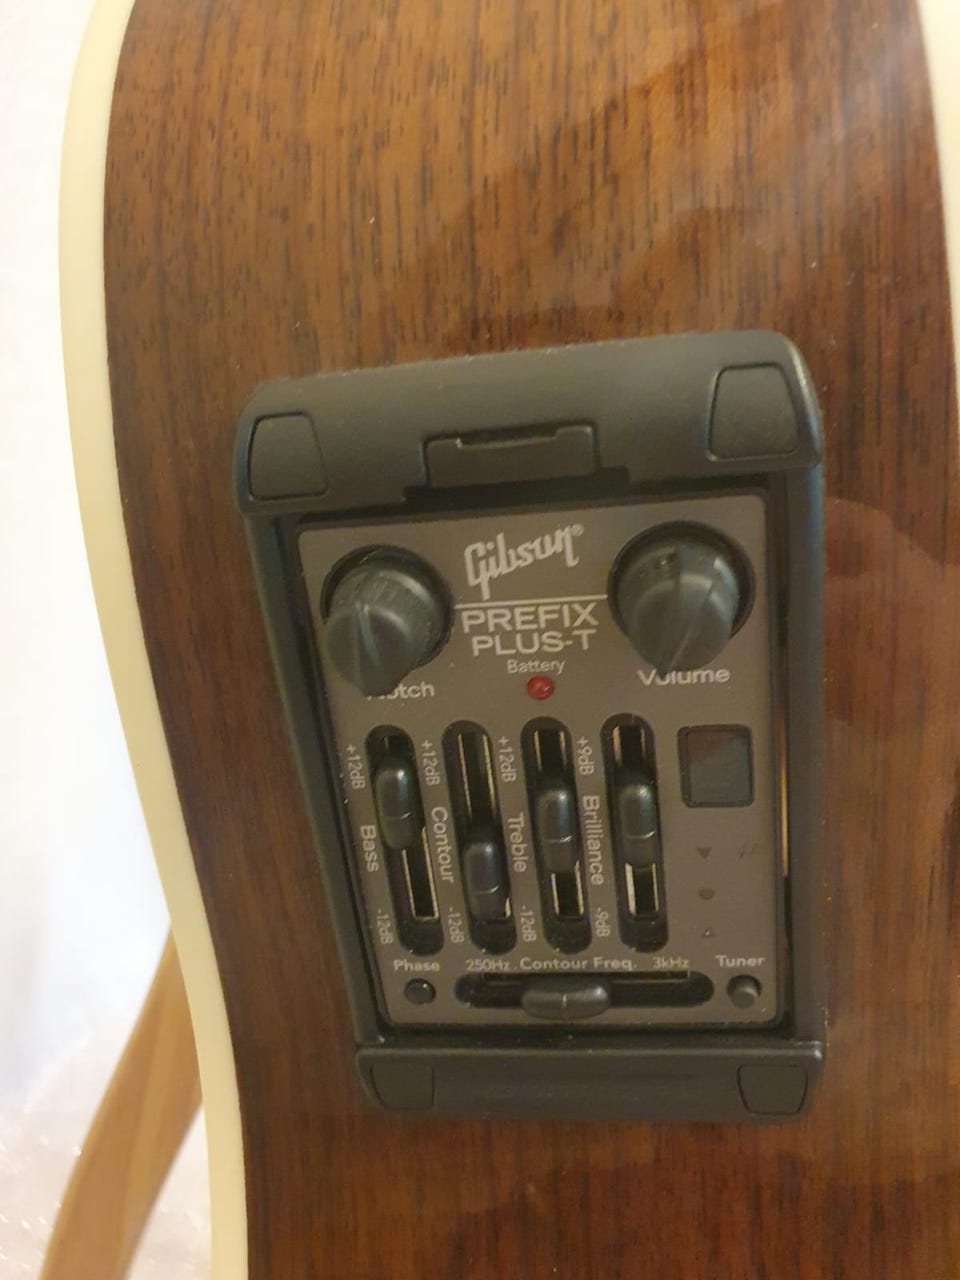 Gibson®
PREFIX
PLUS-T
Battery
Notch
Volume
+12dB
Bass
-12dB
+12dB
Contour
-12dB
+12dB
Treble
-12dB
+9dB
Brilliance
-9dB
#
Phase
250Hz Contour Freq. 3kHz
Tuner